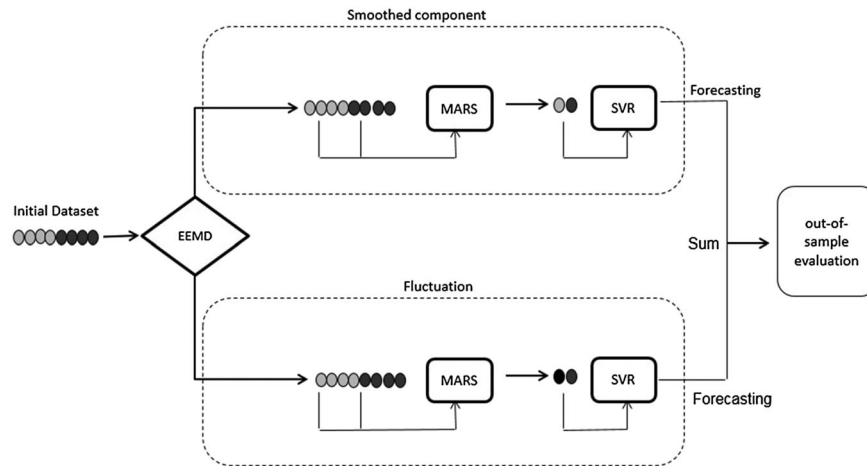 Smoothed component
Forecasting
MARS
SVR
Initial Dataset
EEMD
Sum
out-of-
sample
evaluation
Fluctuation
MARS
SVR
Forecasting